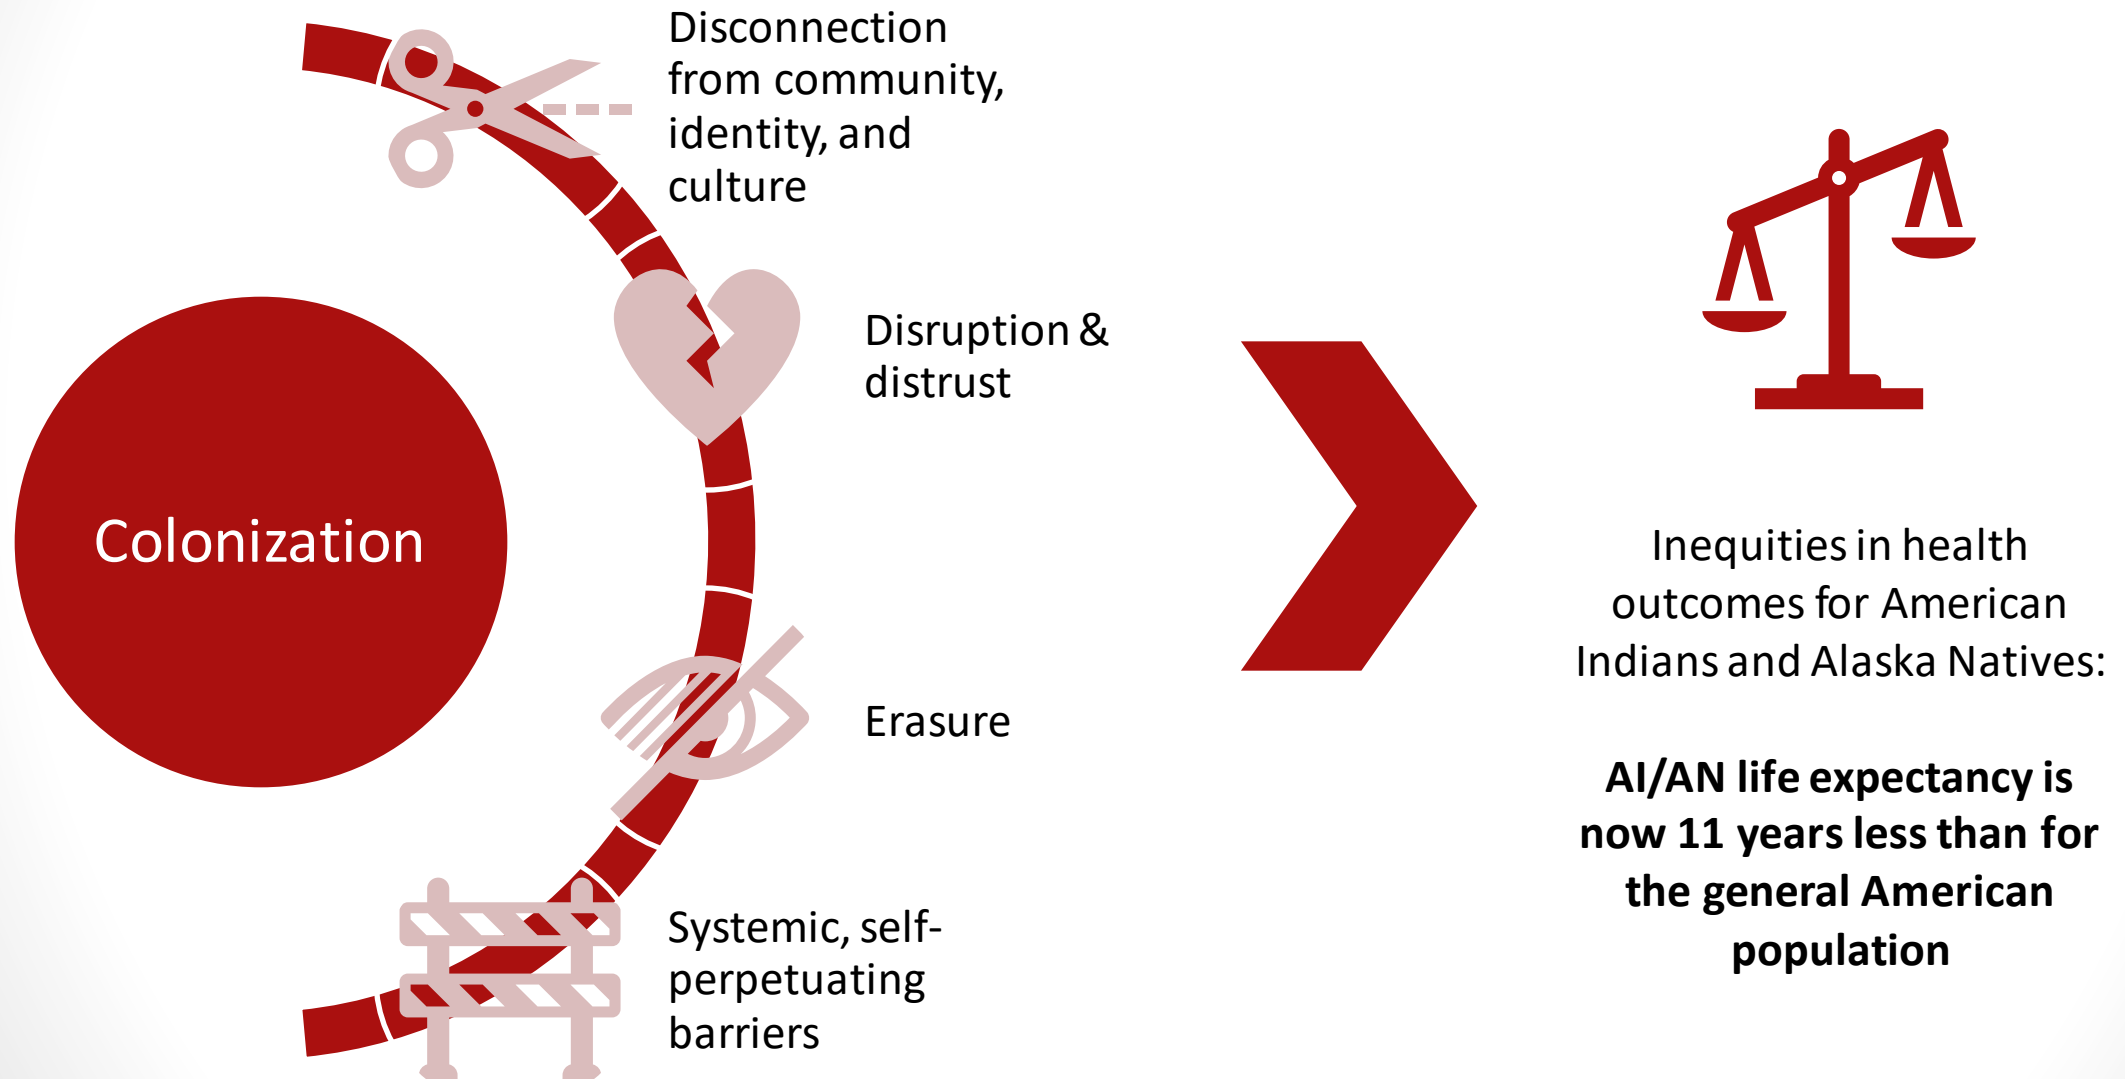 Disconnection
from community,
identity, and
culture
Disruption &
distrust
Colonization
Erasure
Systemic, self-
perpetuating
barriers
Inequities in health
outcomes for American
Indians and Alaska Natives:
AI/AN life expectancy is
now 11 years less than for
the general American
population